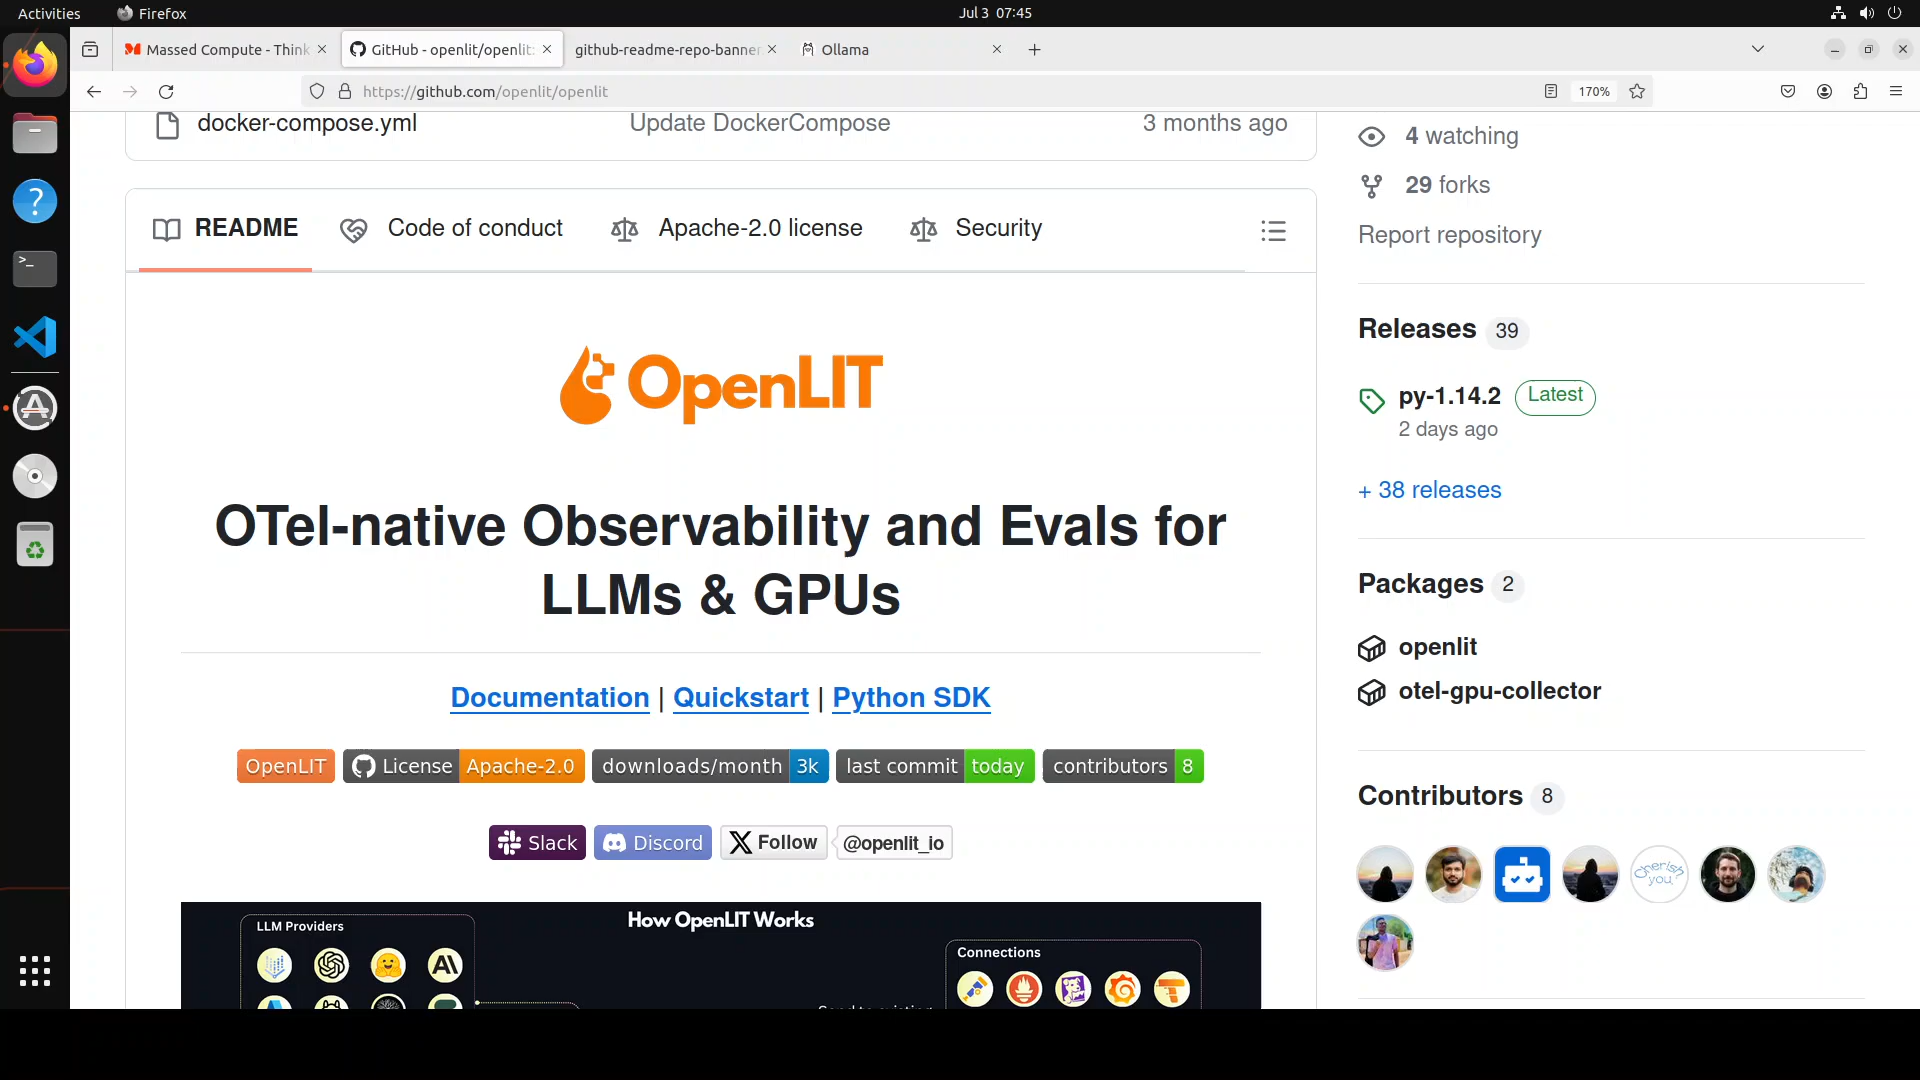 Activities
Firefox
Jul 3 07:45
Massed Compute - Think
GitHub - openlit/openlit:
github-readme-repo-banner
Ollama
https://github.com/openlit/openlit
170%
docker-compose.yml
Update DockerCompose
3 months ago
4 watching
29 forks
Report repository
README
Code of conduct
Apache-2.0 license
Security
Releases 39
py-1.14.2
Latest
2 days ago
+ 38 releases
OpenLIT
OTel-native Observability and Evals for
LLMs & GPUs
Packages 2
openlit
otel-gpu-collector
Documentation | Quickstart | Python SDK
OpenLIT
License Apache-2.0
downloads/month 3k
last commit today
contributors 8
Contributors 8
Slack
Discord
Follow
@openlit_io
Cherish
you.
How OpenLIT Works
LLM Providers
Connections